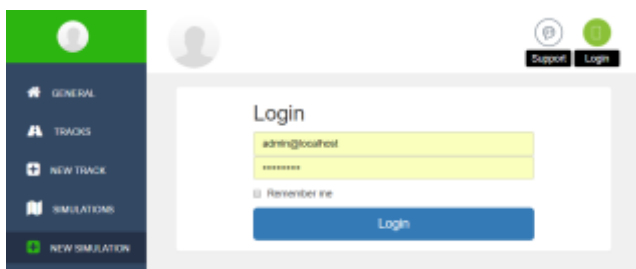 Support Login
GENERAL
TRACKS
NEW TRACK
SIMULATIONS
NEW SIMULATION
Login
admin@localhost
•••••••••
Remember me
Login